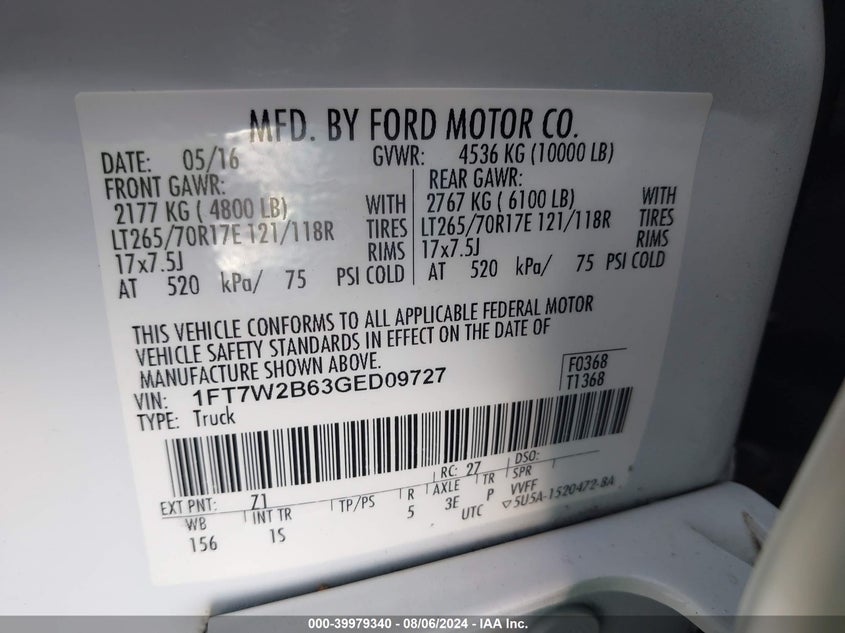 MFD. BY FORD MOTOR CO.
DATE: 05/16 GVWR: 4536 KG (10000 LB)
FRONT GAWR: REAR GAWR:
2177 KG ( 4800 LB) WITH 2767 KG ( 6100 LB) WITH
LT265/70R17E 121/118R TIRES LT265/70R17E 121/118R TIRES
17x7.5J RIMS 17x7.5J RIMS
AT 520 kPa/ 75 PSI COLD AT 520 kPa/ 75 PSI COLD
THIS VEHICLE CONFORMS TO ALL APPLICABLE FEDERAL MOTOR
VEHICLE SAFETY STANDARDS IN EFFECT ON THE DATE OF
MANUFACTURE SHOWN ABOVE.
F0368
VIN: 1FT7W2B63GED09727
T1368
TYPE: Truck
EXT PNT: Z1 RC: 27 DSO:
WB INT TR TP/PS R AXLE TR SPR
156 1S 5 3E P VVFF
UTC ▽5U5A-1520472-8A
000-39979340 - 08/06/2024 - IAA Inc.